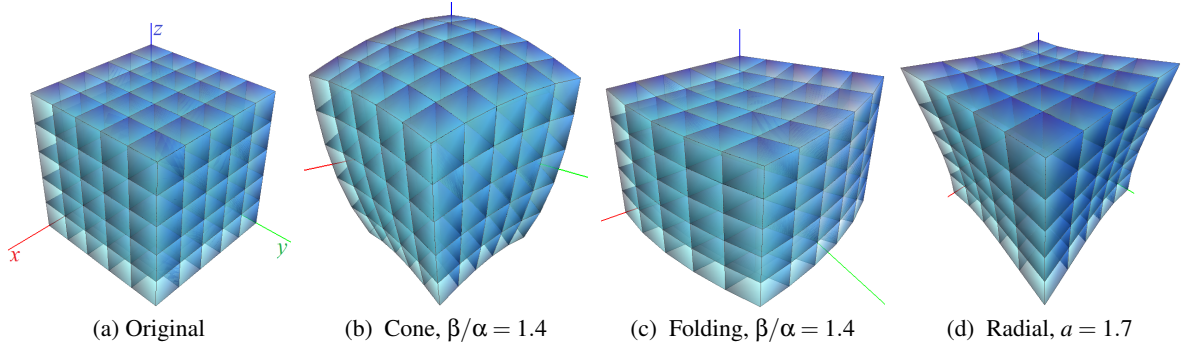 z
x
y
(a) Original
(b) Cone, β/α = 1.4
(c) Folding, β/α = 1.4
(d) Radial, a = 1.7